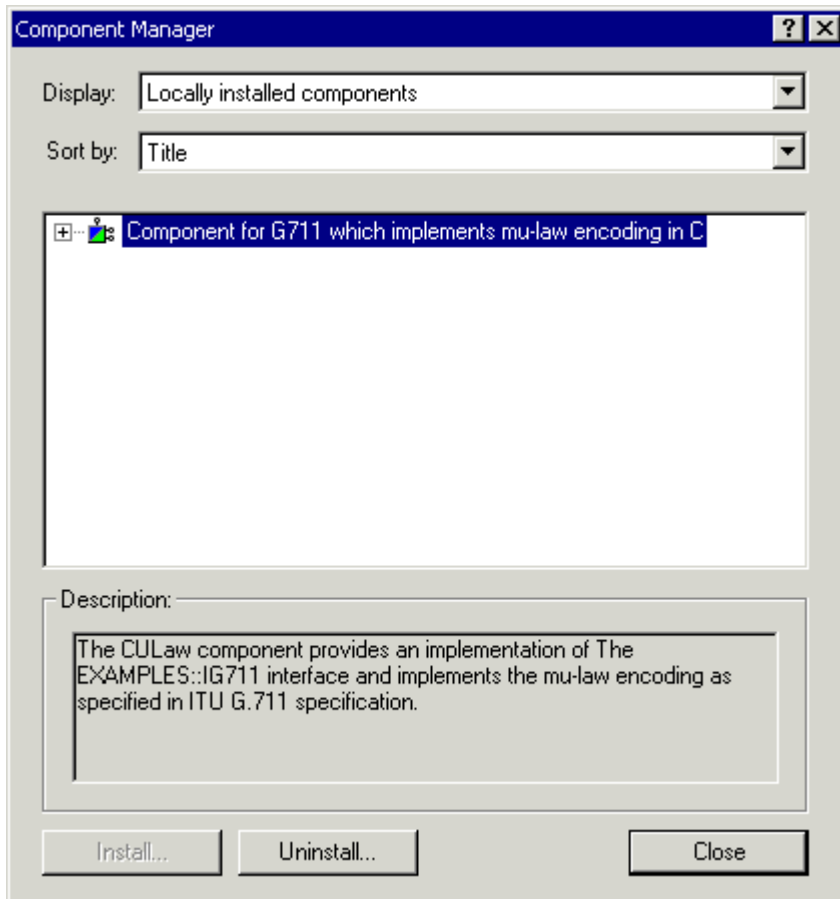 Component Manager
Display: Locally installed components
Sort by: Title
Component for G711 which implements mu-law encoding in C
Description:
The CULaw component provides an implementation of The
EXAMPLES::IG711 interface and implements the mu-law encoding as
specified in ITU G.711 specification.
Install... Uninstall... Close